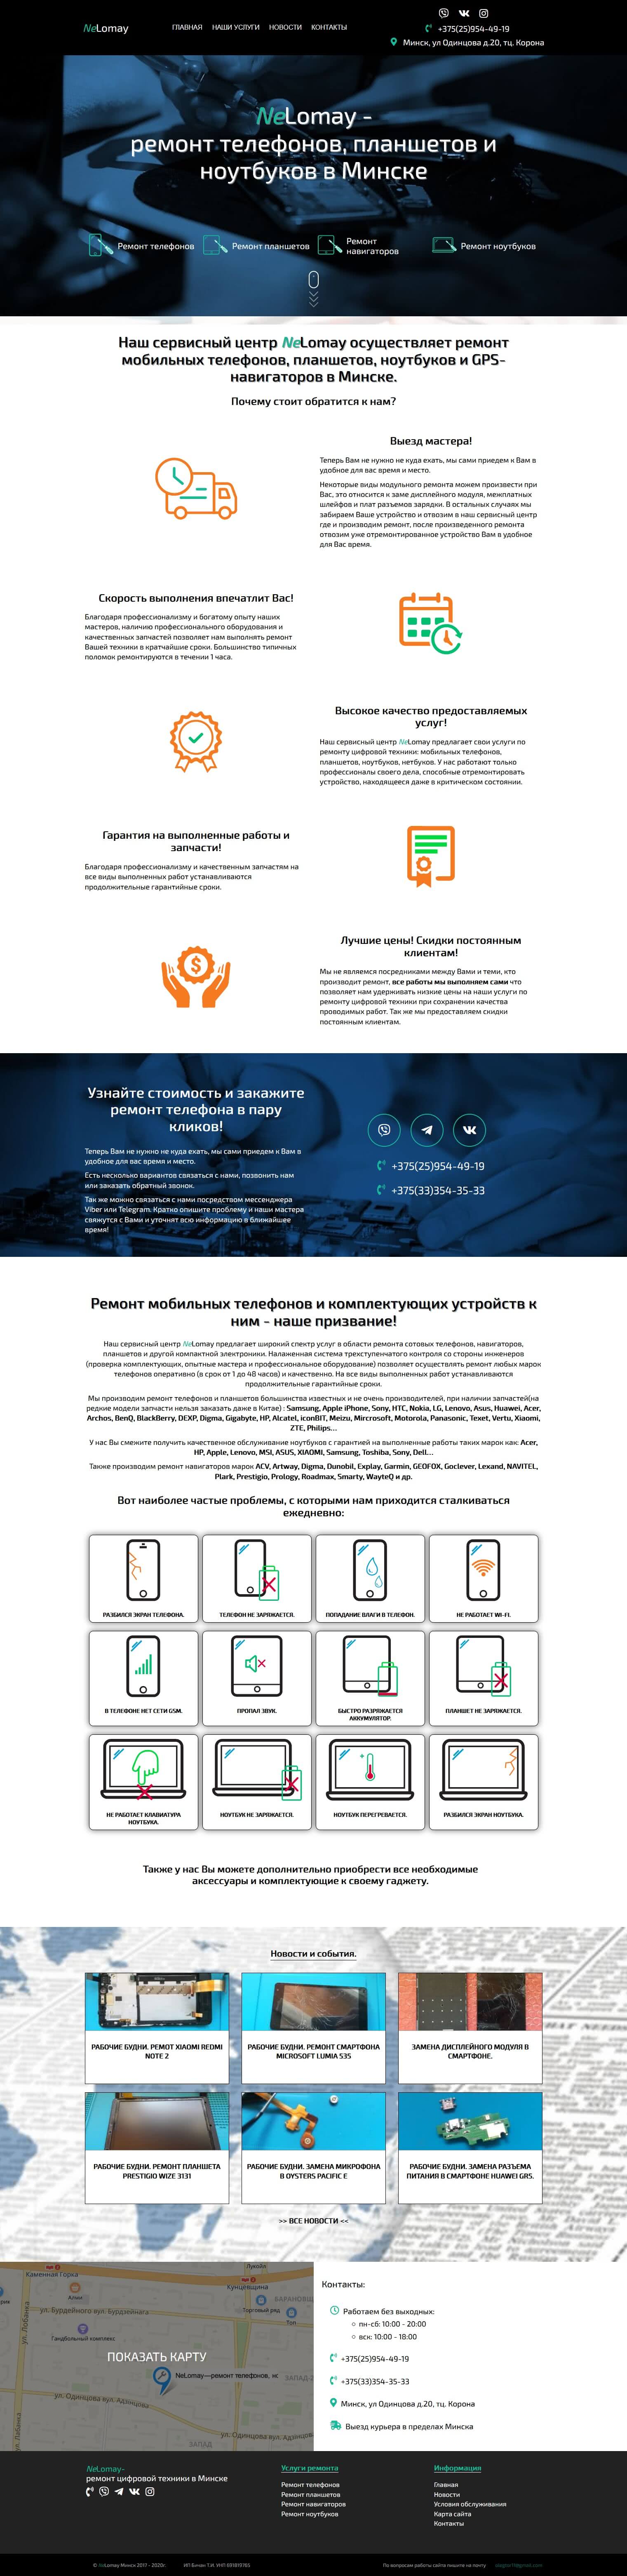 NeLomay
ГЛАВНАЯ НАШИ УСЛУГИ НОВОСТИ КОНТАКТЫ
+375(25)954-49-19
Минск, ул Одинцова д.20, тц. Корона
NeLomay -
ремонт телефонов, планшетов и
ноутбуков в Минске
Ремонт телефонов
Ремонт планшетов
Ремонт
навигаторов
Ремонт ноутбуков
Наш сервисный центр NeLomay осуществляет ремонт
мобильных телефонов, планшетов, ноутбуков и GPS-
навигаторов в Минске.
Почему стоит обратится к нам?
Выезд мастера!
Теперь Вам не нужно не куда ехать, мы сами приедем к Вам в
удобное для вас время и место.
Некоторые виды модульного ремонта можем произвести при
Вас, это относится к заме дисплейного модуля, межплатных
шлейфов и плат разъемов зарядки. В остальных случаях мы
забираем Ваше устройство и отвозим в наш сервисный центр
где и производим ремонт, после произведенного ремонта
отвозим уже отремонтированное устройство Вам в удобное
для Вас время.
Скорость выполнения впечатлит Вас!
Благодаря профессионализму и богатому опыту наших
мастеров, наличию профессионального оборудования и
качественных запчастей позволяет нам выполнять ремонт
Вашей техники в кратчайшие сроки. Большинство типичных
поломок ремонтируются в течении 1 часа.
Высокое качество предоставляемых
услуг!
Наш сервисный центр NeLomay предлагает свои услуги по
ремонту цифровой техники: мобильных телефонов,
планшетов, ноутбуков, нетбуков. У нас работают только
профессионалы своего дела, способные отремонтировать
устройство, находящееся даже в критическом состоянии.
Гарантия на выполненные работы и
запчасти!
Благодаря профессионализму и качественным запчастям на
все виды выполненных работ устанавливаются
продолжительные гарантийные сроки.
Лучшие цены! Скидки постоянным
клиентам!
Мы не являемся посредниками между Вами и теми, кто
производит ремонт, все работы мы выполняем сами что
позволяет нам удерживать низкие цены на наши услуги по
ремонту цифровой техники при сохранении качества
проводимых работ. Так же мы предоставляем скидки
постоянным клиентам.
Узнайте стоимость и закажите
ремонт телефона в пару
кликов!
Теперь Вам не нужно не куда ехать, мы сами приедем к Вам в
удобное для вас время и место.
Есть несколько вариантов связаться с нами, позвонить нам
или заказать обратный звонок.
Так же можно связаться с нами посредством мессенджера
Viber или Telegram. Кратко опишите проблему и наши мастера
свяжутся с Вами и уточнят всю информацию в ближайшее
время!
+375(25)954-49-19
+375(33)354-35-33
Ремонт мобильных телефонов и комплектующих устройств к
ним - наше призвание!
Наш сервисный центр NeLomay предлагает широкий спектр услуг в области ремонта сотовых телефонов, навигаторов,
планшетов и другой компактной электроники. Налаженная система трехступенчатого контроля со стороны инженеров
(проверка комплектующих, опытные мастера и профессиональное оборудование) позволяет осуществлять ремонт любых марок
телефонов оперативно (в срок от 1 до 48 часов) и качественно. На все виды выполненных работ устанавливаются
продолжительные гарантийные сроки.
Мы производим ремонт телефонов и планшетов большинства известных и не очень производителей, при наличии запчастей(на
редкие модели запчасти нельзя заказать даже в Китае) : Samsung, Apple iPhone, Sony, HTC, Nokia, LG, Lenovo, Asus, Huawei, Acer,
Archos, BenQ, BlackBerry, DEXP, Digma, Gigabyte, HP, Alcatel, iconBIT, Meizu, Mircrosoft, Motorola, Panasonic, Texet, Vertu, Xiaomi,
ZTE, Philips...
У нас Вы сможете получить качественное обслуживание ноутбуков с гарантией на выполненные работы таких марок как: Acer,
HP, Apple, Lenovo, MSI, ASUS, XIAOMI, Samsung, Toshiba, Sony, Dell...
Также производим ремонт навигаторов марок ACV, Artway, Digma, Dunobil, Explay, Garmin, GEOFOX, Goclever, Lexand, NAVITEL,
Plark, Prestigio, Prology, Roadmax, Smarty, WayteQ и др.
Вот наиболее частые проблемы, с которыми нам приходится сталкиваться
ежедневно:
РАЗБИЛСЯ ЭКРАН ТЕЛЕФОНА.
ТЕЛЕФОН НЕ ЗАРЯЖАЕТСЯ.
ПОПАДАНИЕ ВЛАГИ В ТЕЛЕФОН.
НЕ РАБОТАЕТ WI-FI.
В ТЕЛЕФОНЕ НЕТ СЕТИ GSM.
ПРОПАЛ ЗВУК.
БЫСТРО РАЗРЯЖАЕТСЯ
АККУМУЛЯТОР.
ПЛАНШЕТ НЕ ЗАРЯЖАЕТСЯ.
НЕ РАБОТАЕТ КЛАВИАТУРА
НОУТБУКА.
НОУТБУК НЕ ЗАРЯЖАЕТСЯ.
НОУТБУК ПЕРЕГРЕВАЕТСЯ.
РАЗБИЛСЯ ЭКРАН НОУТБУКА.
Также у нас Вы можете дополнительно приобрести все необходимые
аксессуары и комплектующие к своему гаджету.
Новости и события.
РАБОЧИЕ БУДНИ. РЕМОТ XIAOMI REDMI
NOTE 2
РАБОЧИЕ БУДНИ. РЕМОНТ СМАРТФОНА
MICROSOFT LUMIA 535
ЗАМЕНА ДИСПЛЕЙНОГО МОДУЛЯ В
СМАРТФОНЕ.
РАБОЧИЕ БУДНИ. РЕМОНТ ПЛАНШЕТА
PRESTIGIO WIZE 3131
РАБОЧИЕ БУДНИ. ЗАМЕНА МИКРОФОНА
В OYSTERS PACIFIC E
РАБОЧИЕ БУДНИ. ЗАМЕНА РАЗЪЕМА
ПИТАНИЯ В СМАРТФОНЕ HUAWEI GR5.
>> ВСЕ НОВОСТИ <<
Каменная Горка
Кунцевщина
ул. Бурдейного вул. Бурдзейнага
Торговый ряд
Топ
Гандбольный комплекс
ПОКАЗАТЬ КАРТУ
NeLomay—ремонт телефонов, нс
ул. Одинцова вул. Адзінцова
ул. Одинцова вул. Адзінцов
ЗАПАД
Контакты:
Работаем без выходных:
пн-сб: 10:00 - 20:00
вск: 10:00 - 18:00
+375(25)954-49-19
+375(33)354-35-33
Минск, ул Одинцова д.20, тц. Корона
Выезд курьера в пределах Минска
NeLomay-
ремонт цифровой техники в Минске
Услуги ремонта
Ремонт телефонов
Ремонт планшетов
Ремонт навигаторов
Ремонт ноутбуков
Информация
Главная
Новости
Условия обслуживания
Карта сайта
Контакты
© NeLomay Минск 2017 - 2020г.
ИП Бичан Т.И. УНП 691819765
По вопросам работы сайта пишите на почту